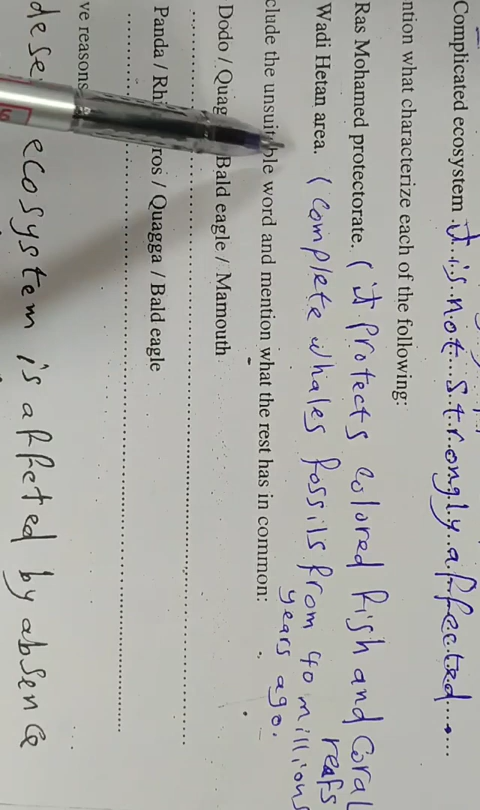 Complicated ecosystem it is not strongly affected
ntion what characterize each of the following:
Ras Mohamed protectorate. (it protects colored fish and coral reafs
Wadi Hetan area. (Complete whales fossils from 40 millions years ago.
clude the unsuitable word and mention what the rest has in common:
Dodo / Quag Bald eagle / Mamouth
Panda / Rhi ros / Quagga / Bald eagle
ve reasons
dese ecosystem is affected by absence